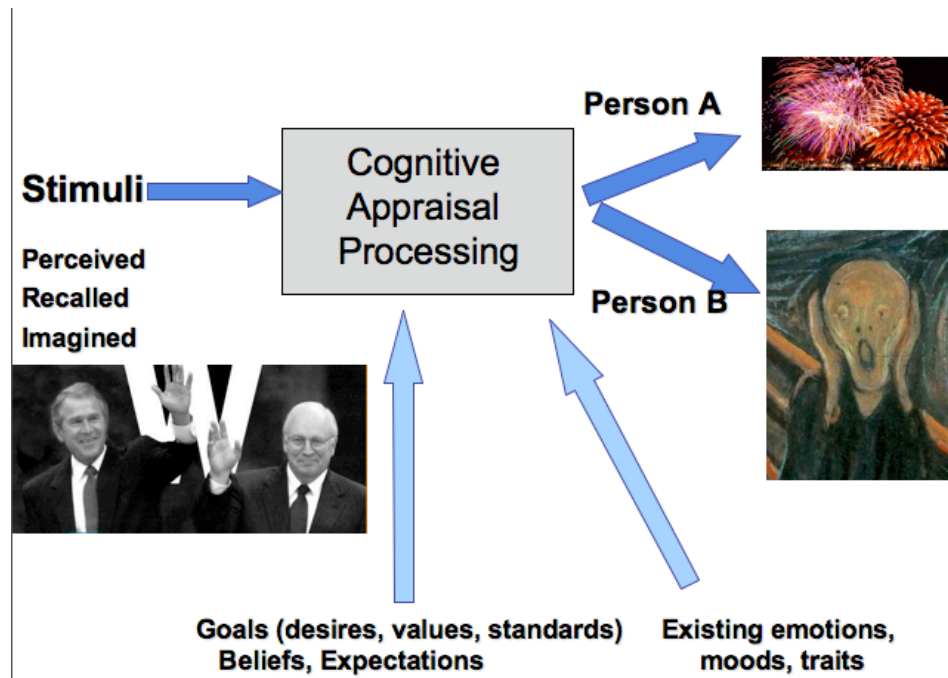 Stimuli
Perceived
Recalled
Imagined
Cognitive
Appraisal
Processing
Person A
Person B
Goals (desires, values, standards)
Beliefs, Expectations
Existing emotions,
moods, traits